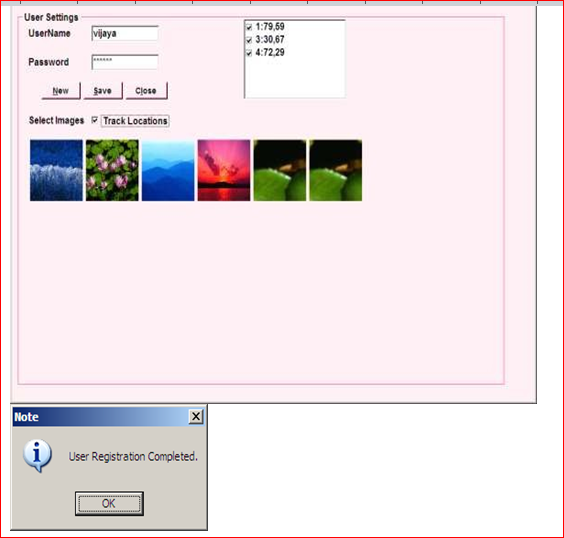 User Settings
UserName vijaya
Password ******
New Save Close
1:79,59
3:30,67
4:72,29
Select Images Track Locations
Note
User Registration Completed.
OK